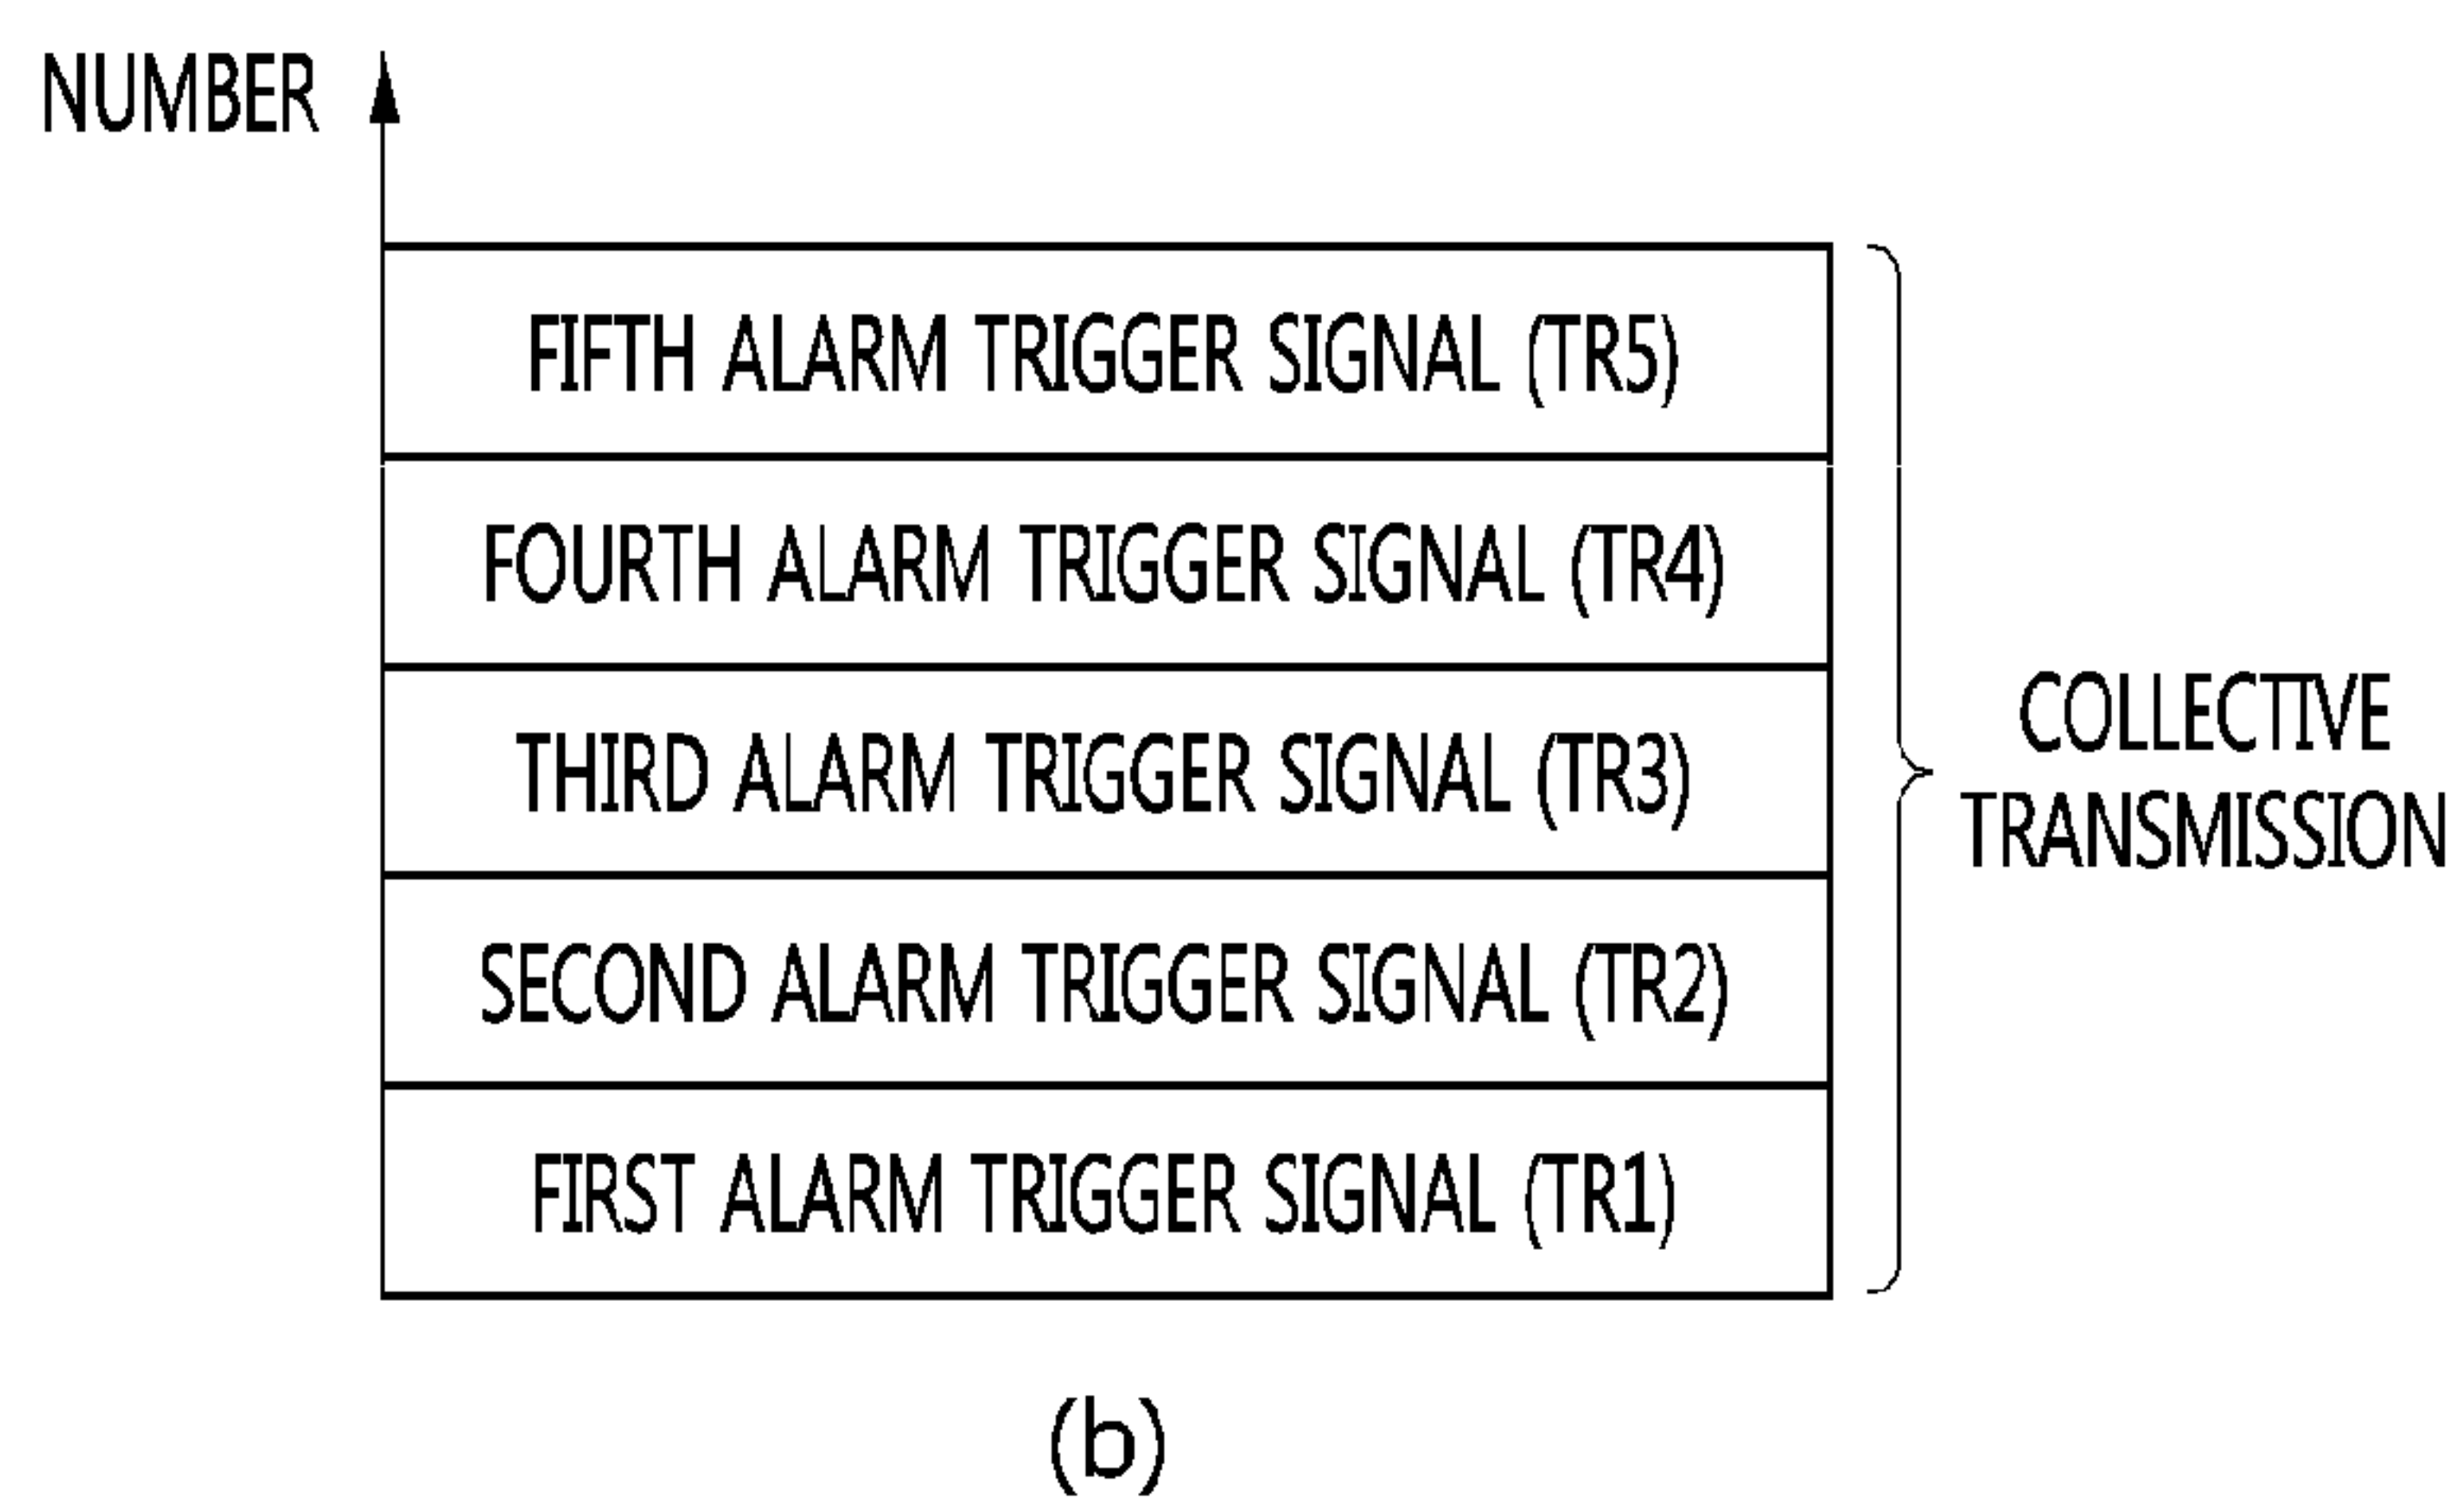 NUMBER
FIFTH ALARM TRIGGER SIGNAL (TR5)
FOURTH ALARM TRIGGER SIGNAL (TR4)
THIRD ALARM TRIGGER SIGNAL (TR3)
SECOND ALARM TRIGGER SIGNAL (TR2)
FIRST ALARM TRIGGER SIGNAL (TR1)
COLLECTIVE
TRANSMISSION
(b)